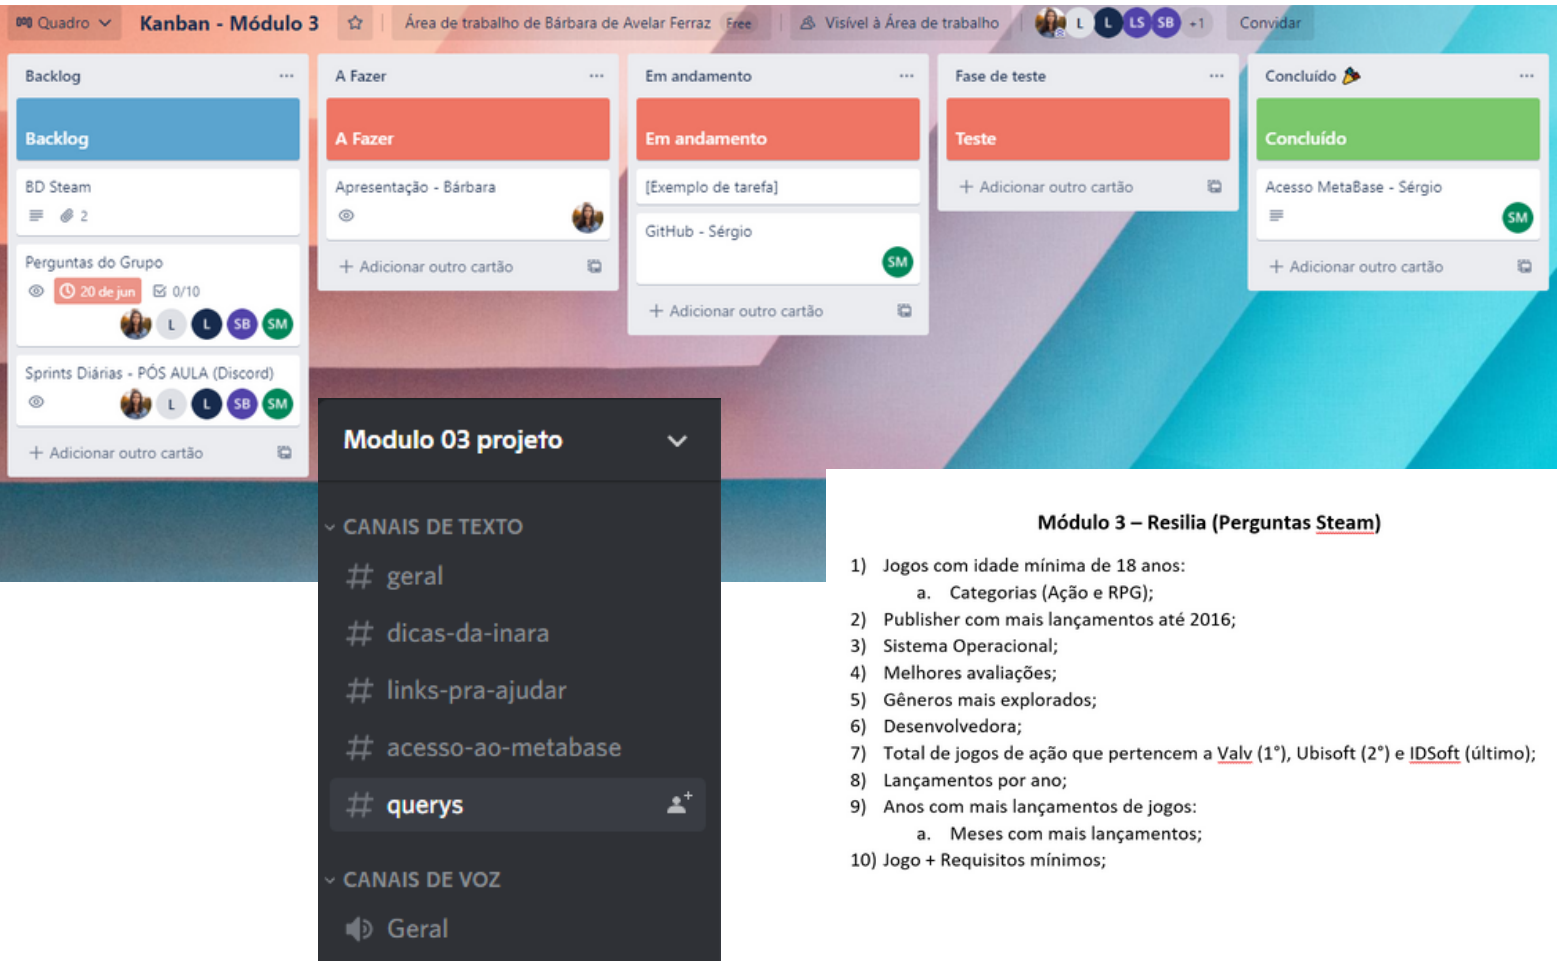 Quadro
Kanban - Módulo 3
Área de trabalho de Bárbara de Avelar Ferraz Free
Visível à Área de trabalho
L L LS SB +1
Convidar
Backlog
Backlog
BD Steam
2
Perguntas do Grupo
20 de jun 0/10
L L SB SM
Sprints Diárias - PÓS AULA (Discord)
L L SB SM
+ Adicionar outro cartão
A Fazer
A Fazer
Apresentação - Bárbara
+ Adicionar outro cartão
Em andamento
Em andamento
[Exemplo de tarefa]
GitHub - Sérgio
SM
+ Adicionar outro cartão
Fase de teste
Teste
+ Adicionar outro cartão
Concluído
Concluído
Acesso MetaBase - Sérgio
SM
+ Adicionar outro cartão
Modulo 03 projeto
CANAIS DE TEXTO
# geral
# dicas-da-inara
# links-pra-ajudar
# acesso-ao-metabase
# querys
CANAIS DE VOZ
Geral
Módulo 3 – Resilia (Perguntas Steam)
1) Jogos com idade mínima de 18 anos:
a. Categorias (Ação e RPG);
2) Publisher com mais lançamentos até 2016;
3) Sistema Operacional;
4) Melhores avaliações;
5) Gêneros mais explorados;
6) Desenvolvedora;
7) Total de jogos de ação que pertencem a Valv (1°), Ubisoft (2°) e IDSoft (último);
8) Lançamentos por ano;
9) Anos com mais lançamentos de jogos:
a. Meses com mais lançamentos;
10) Jogo + Requisitos mínimos;